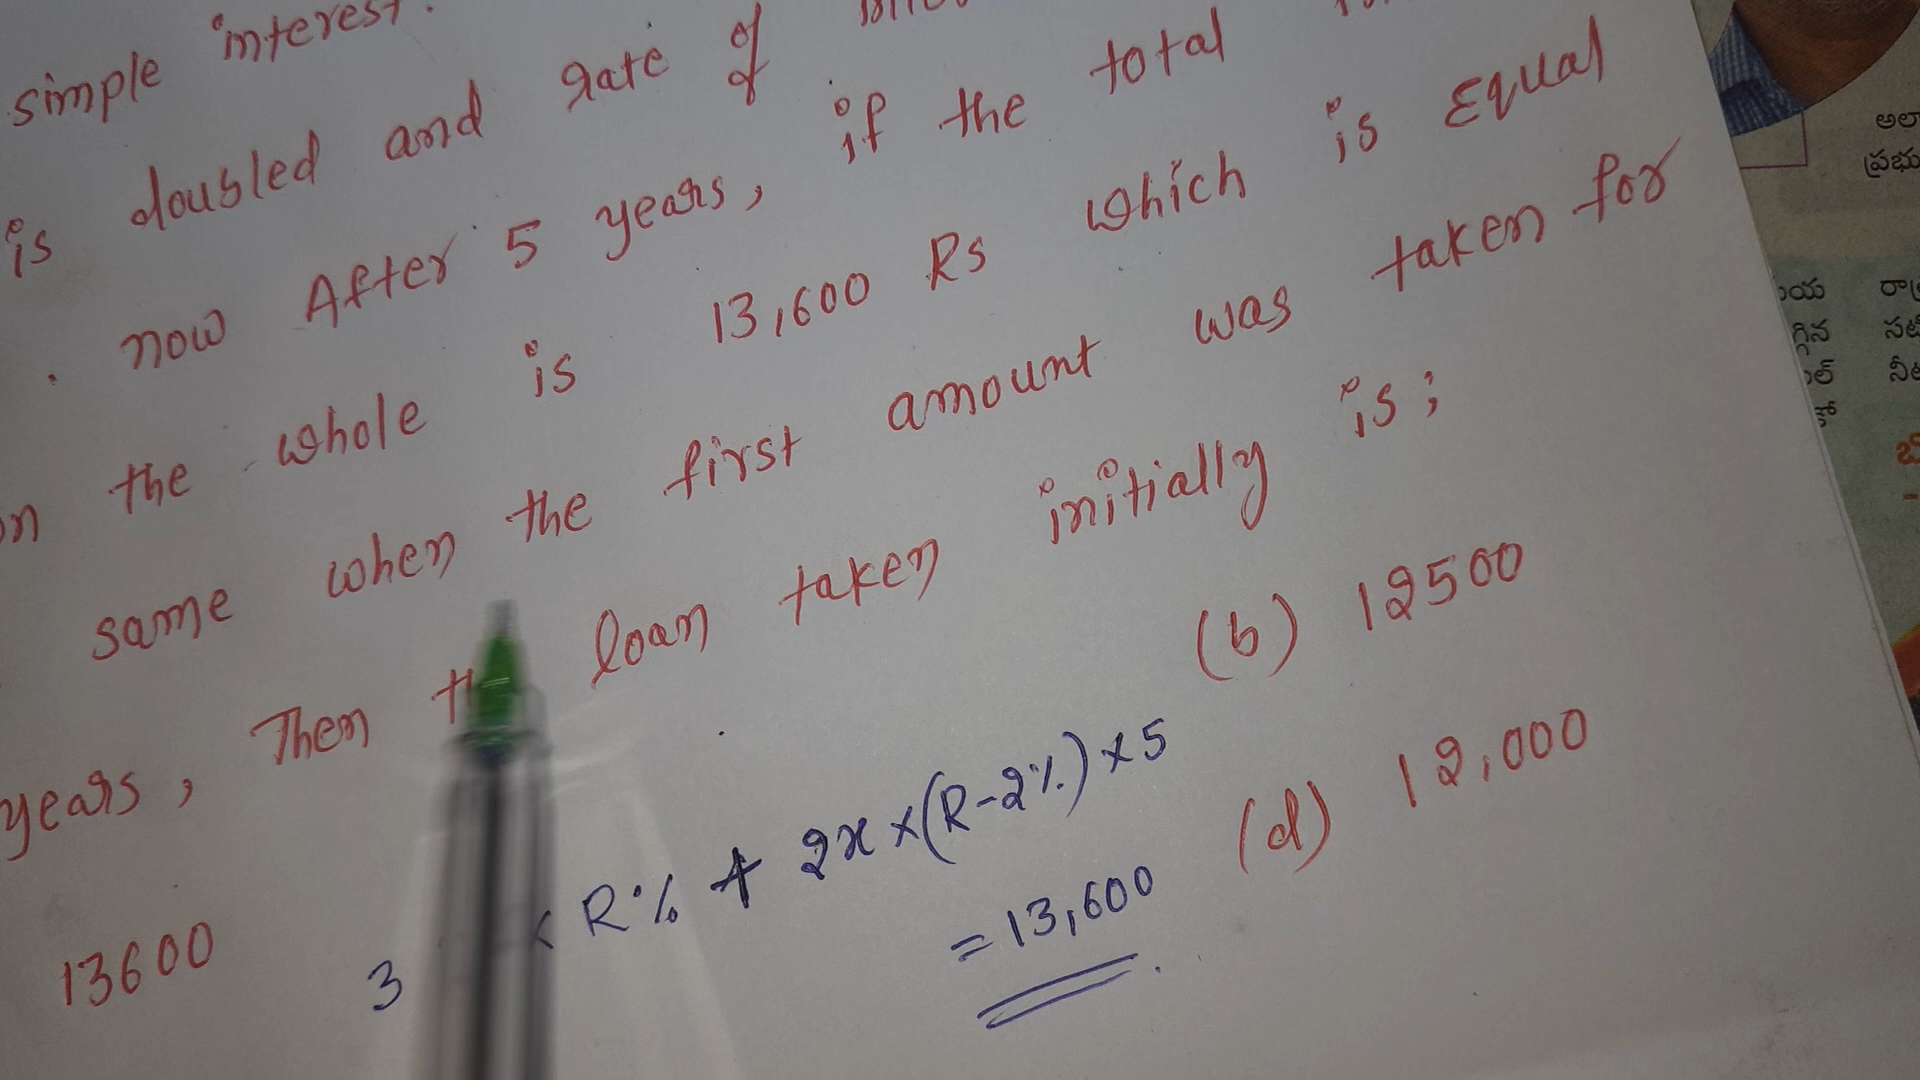 simple interest.
is doubled and rate of
now After 5 years, if the total
the whole is 13,600 Rs which is Equal
same when the first amount was taken for
years, Then loan taken initially is;
(b) 12500
13600
(d) 12,000
3 × R% + 2x × (R-2%) × 5
= 13,600
అలా
ప్రభు
గ్గిన